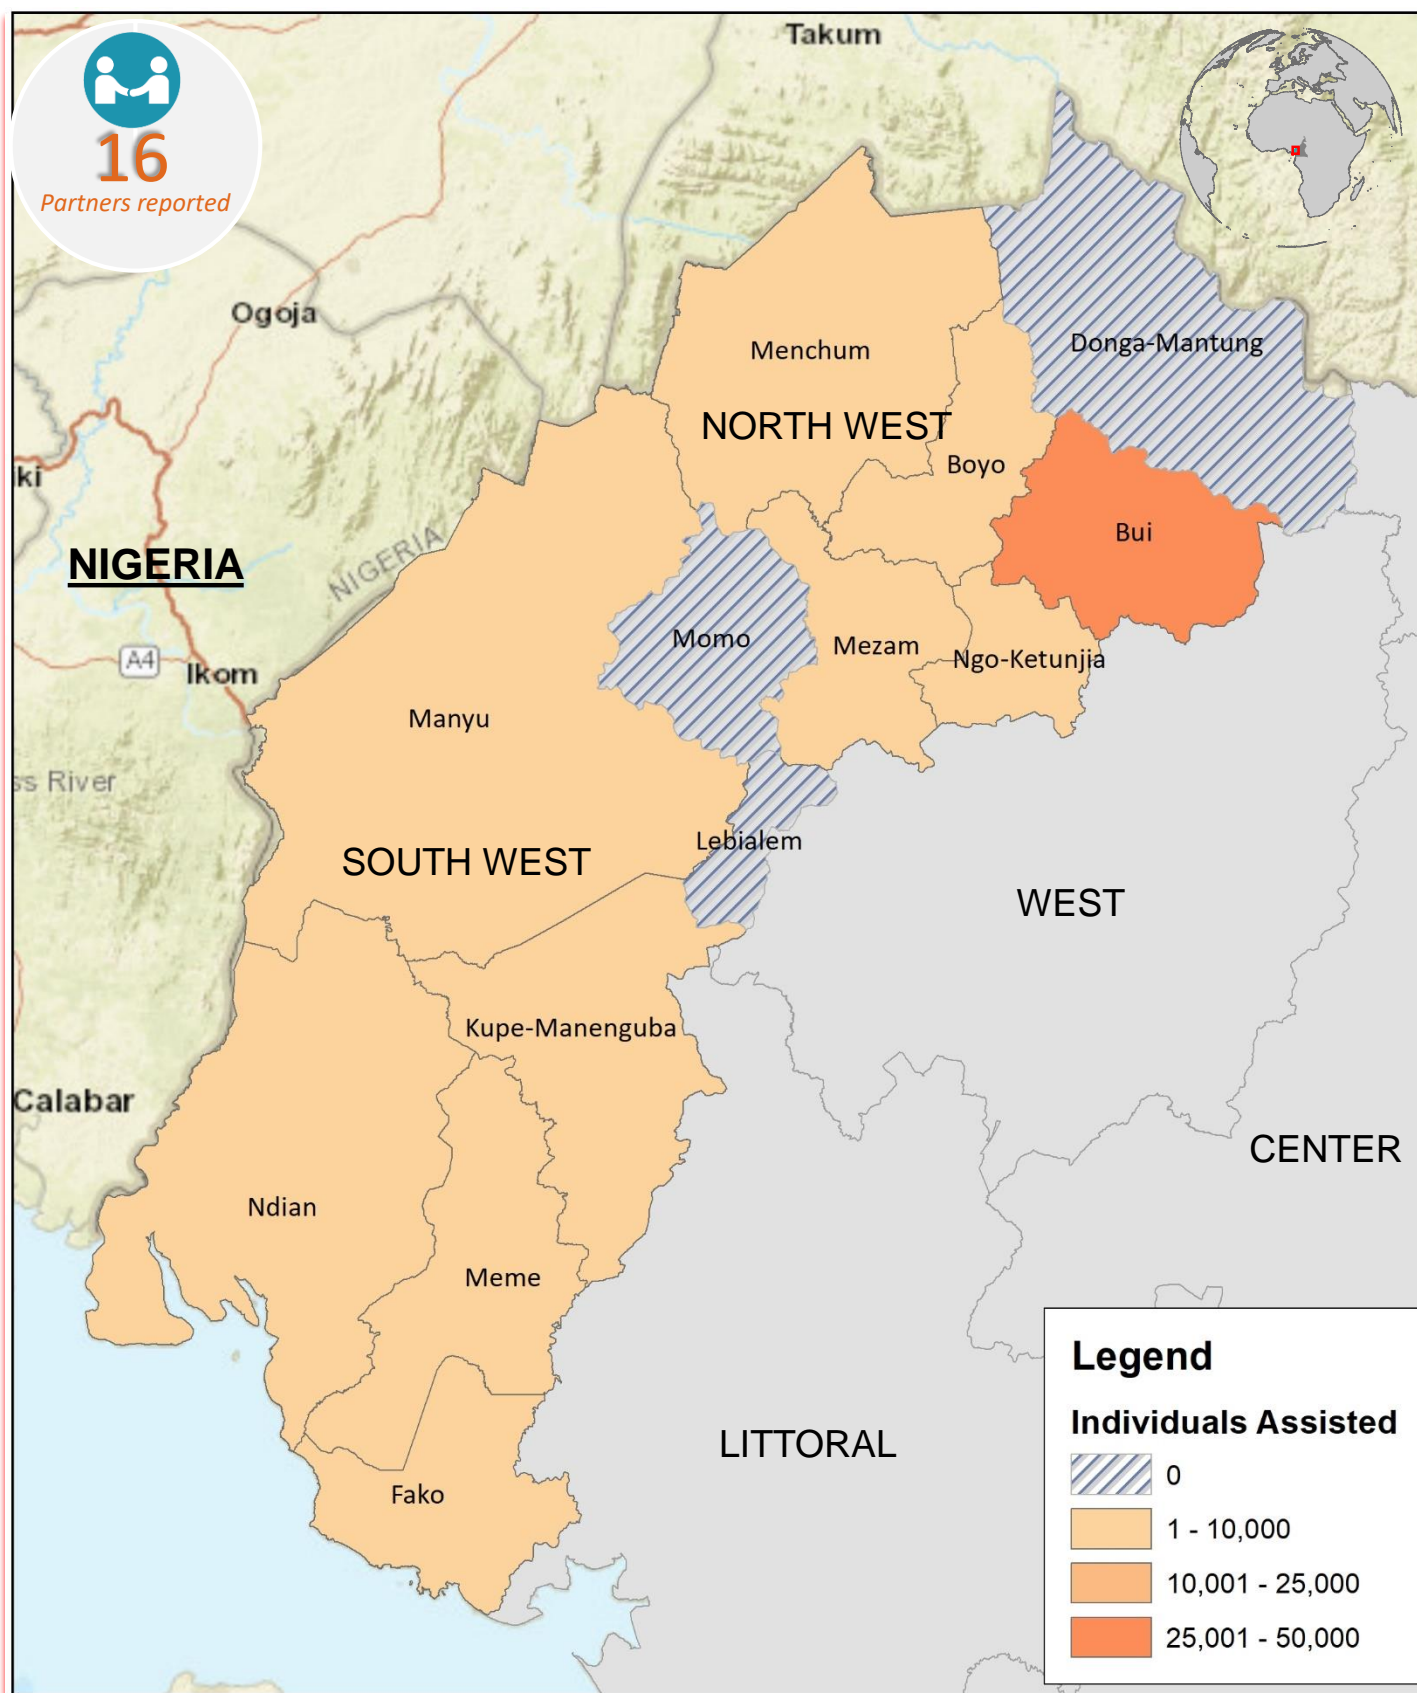 Takum
16
Partners reported
Ogoja
Menchum
Donga-Mantung
NORTH WEST
Boyo
iki
Bui
NIGERIA
NIGERIA
Momo
Mezam
Ngo-Ketunjia
A4
Ikom
Manyu
ss River
Lebialem
SOUTH WEST
WEST
Kupe-Manenguba
Calabar
CENTER
Ndian
Meme
Legend
Individuals Assisted
0
1 - 10,000
10,001 - 25,000
25,001 - 50,000
LITTORAL
Fako